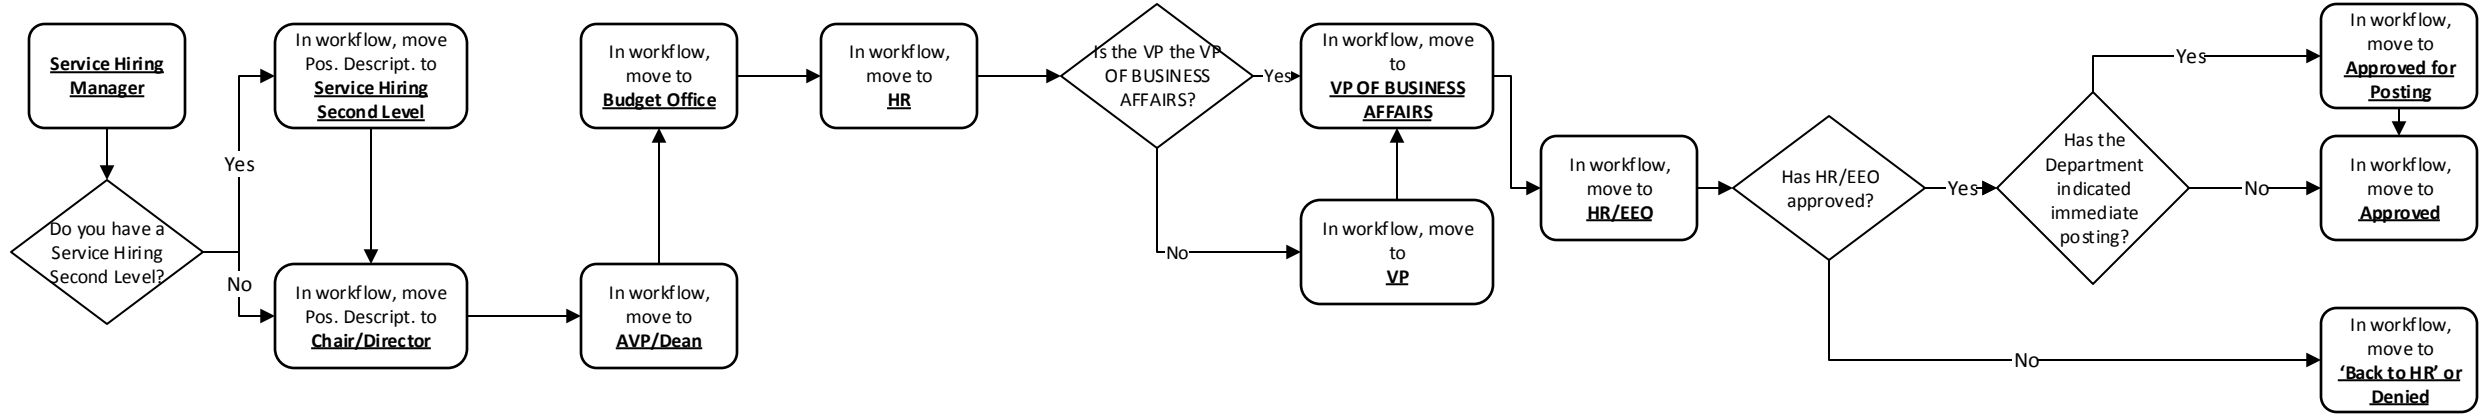 Service Hiring
Manager
Do you have a
Service Hiring
Second Level?
Yes
No
In workflow, move
Pos. Descript. to
Service Hiring
Second Level
In workflow, move
Pos. Descript. to
Chair/Director
In workflow,
move to
AVP/Dean
In workflow,
move to
Budget Office
In workflow,
move to
HR
Is the VP the VP
OF BUSINESS
AFFAIRS?
Yes
No
In workflow, move
to
VP OF BUSINESS
AFFAIRS
In workflow, move
to
VP
In workflow,
move to
HR/EEO
Has HR/EEO
approved?
Yes
No
Has the
Department
indicated
immediate
posting?
Yes
No
In workflow,
move to
Approved for
Posting
In workflow,
move to
Approved
In workflow,
move to
‘Back to HR’ or
Denied